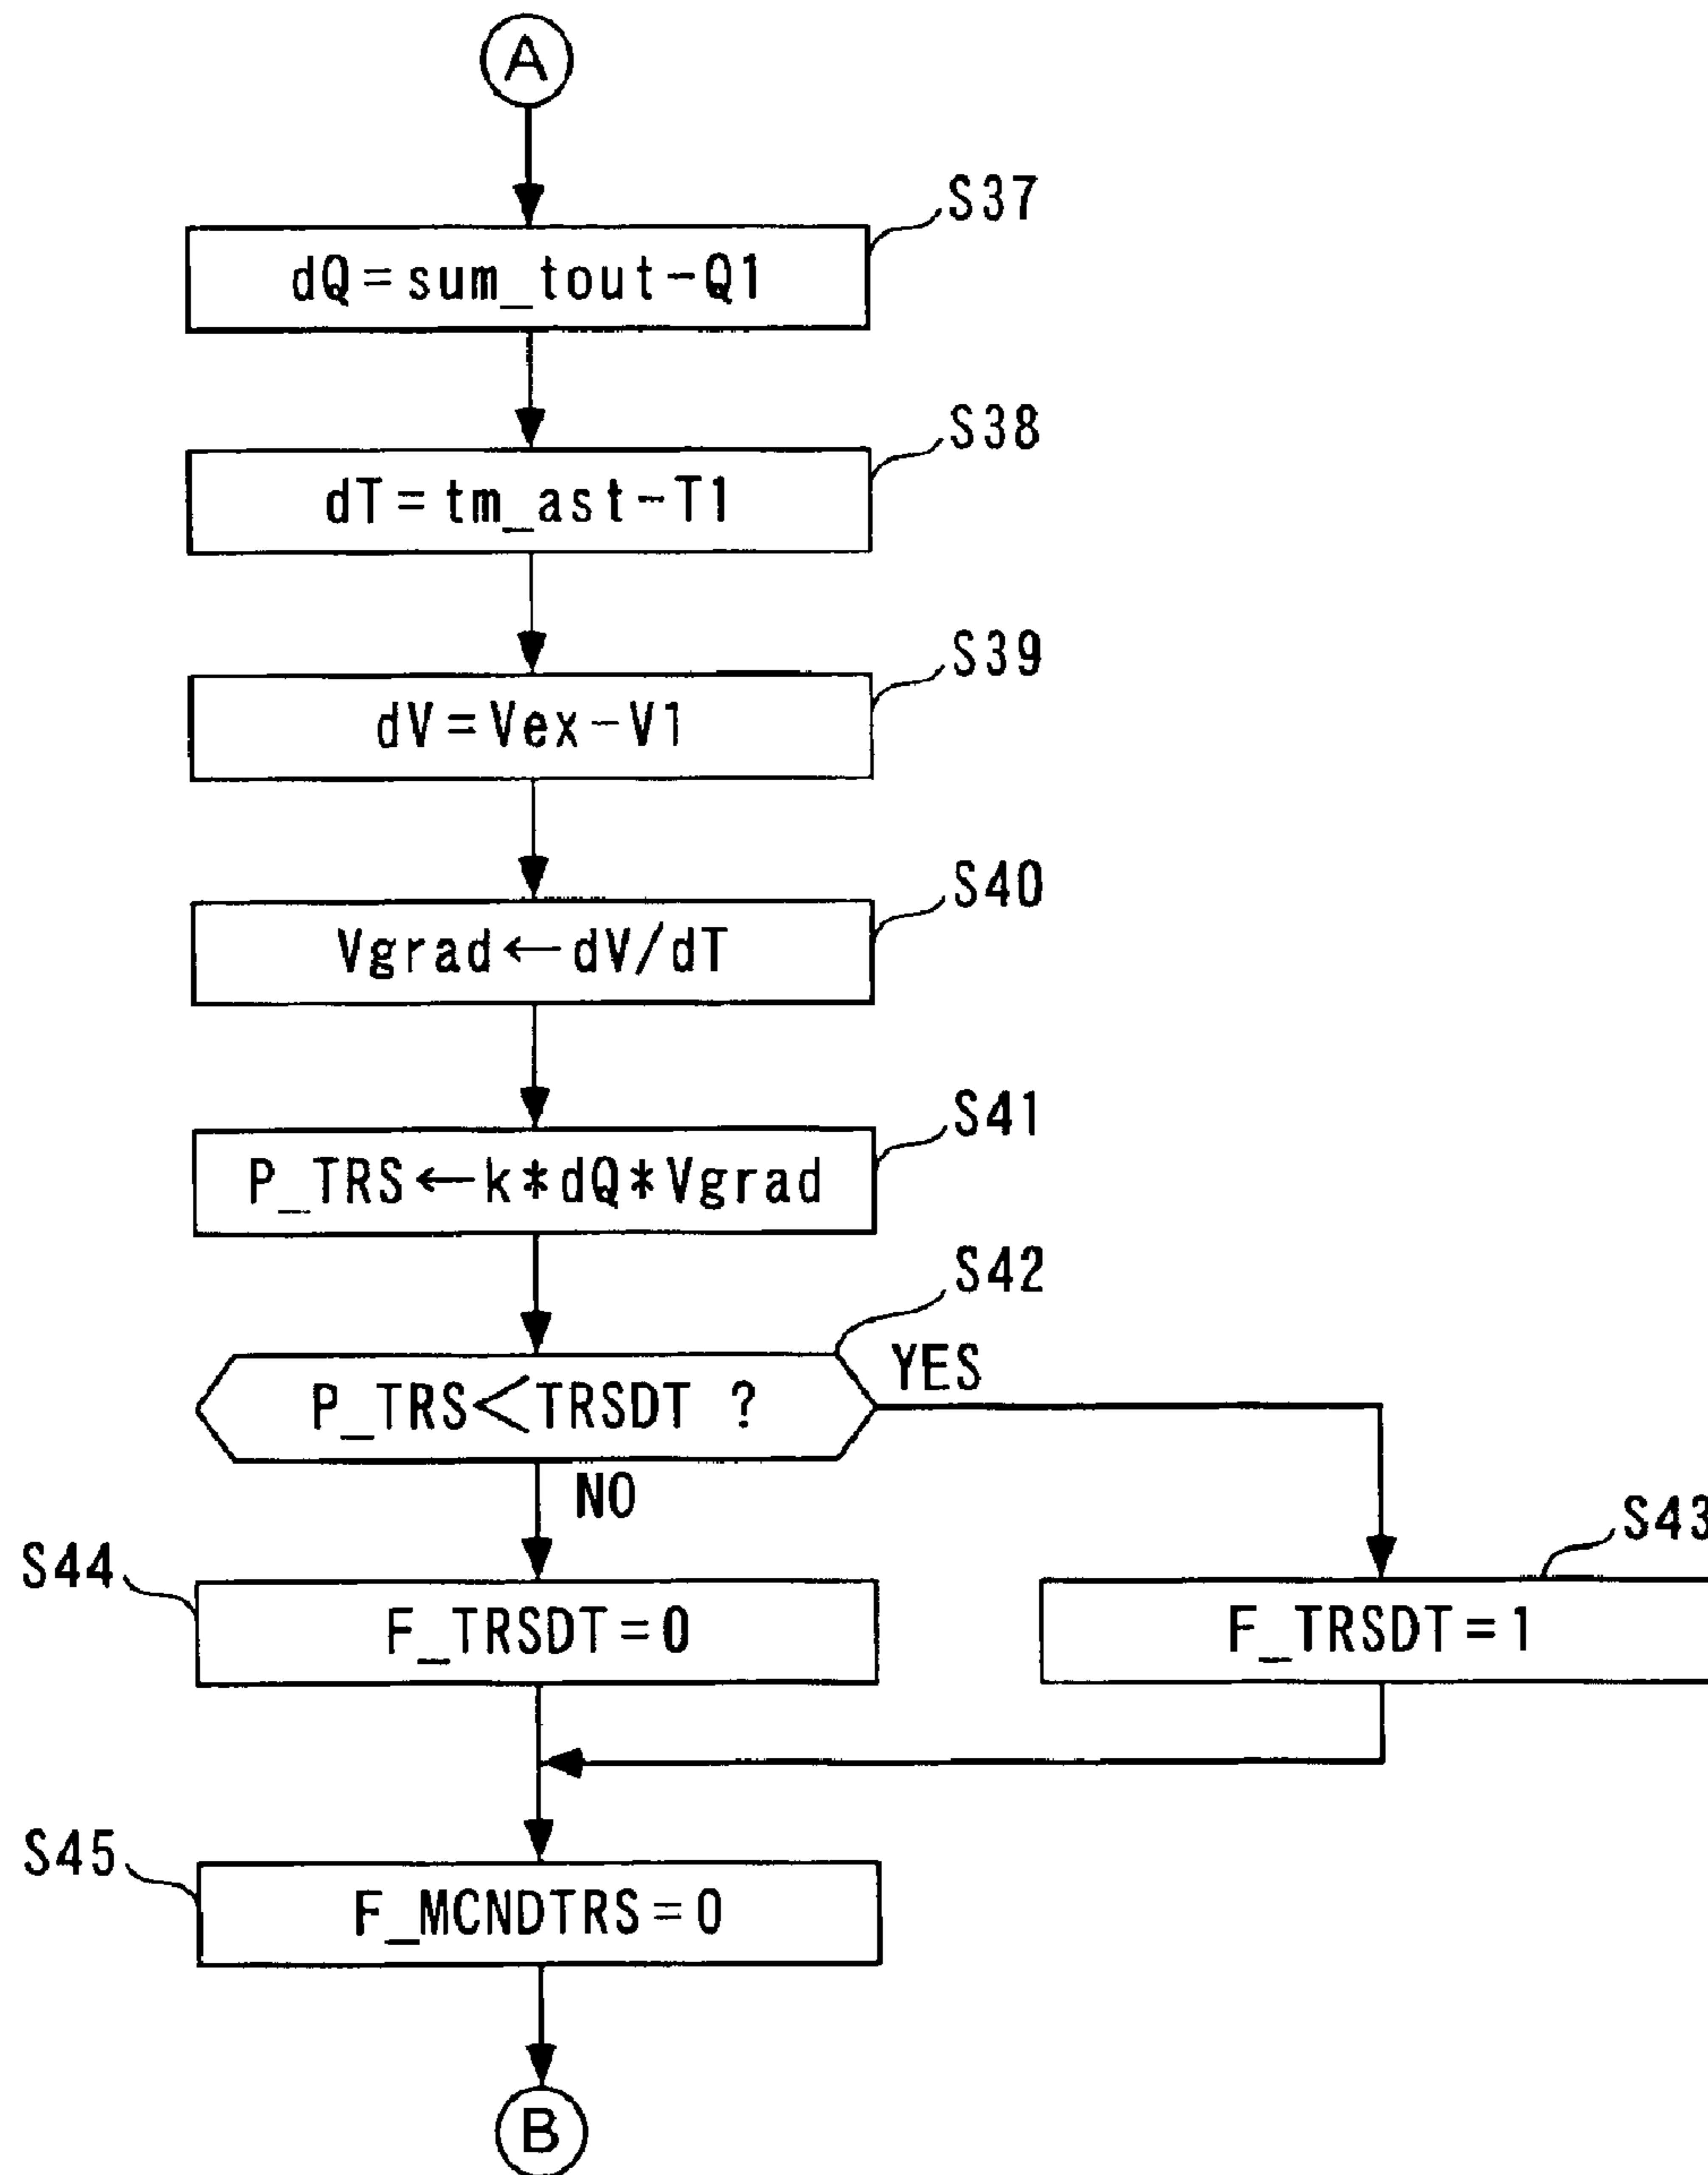 A
S37
dQ=sum_tout-Q1
S38
dT=tm_ast-T1
S39
dV=Vex-V1
S40
Vgrad←dV/dT
S41
P_TRS←k*dQ*Vgrad
S42
P_TRS<TRSDT ?
YES
NO
S43
S44
F_TRSDT=0
F_TRSDT=1
S45
F_MCNDTRS=0
B